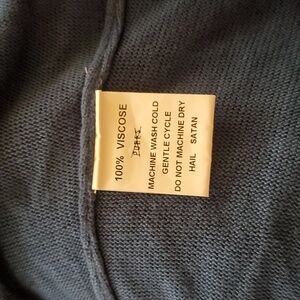 100% VISCOSE
MACHINE WASH COLD
GENTLE CYCLE
DO NOT MACHINE DRY
HAIL SATAN